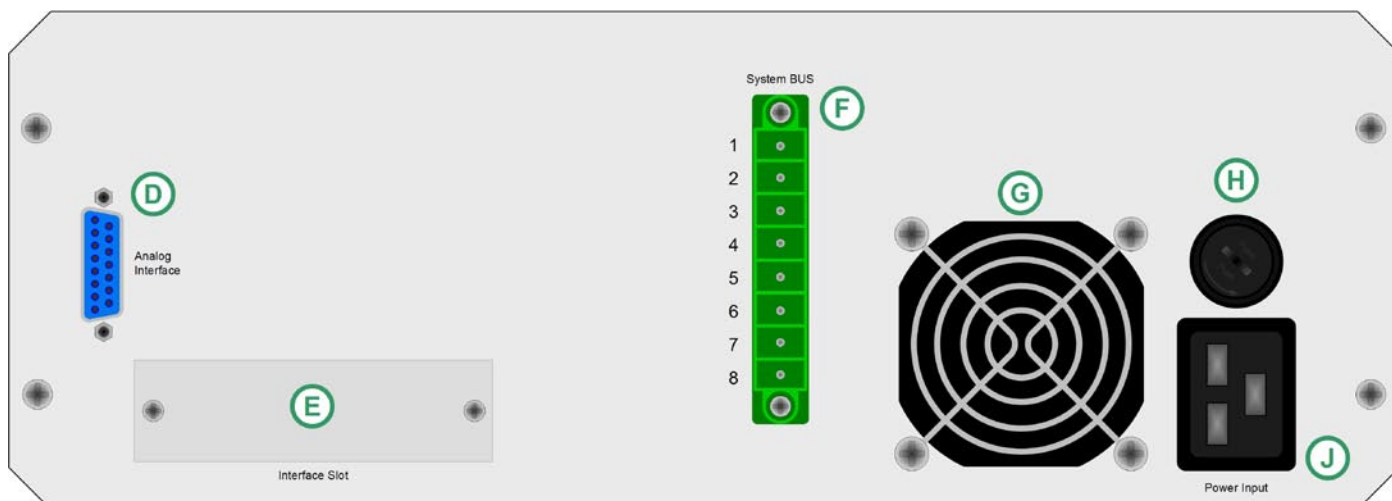 System BUS
F
1
2
3
4
5
6
7
8
D
Analog
Interface
G
H
E
Interface Slot
J
Power Input